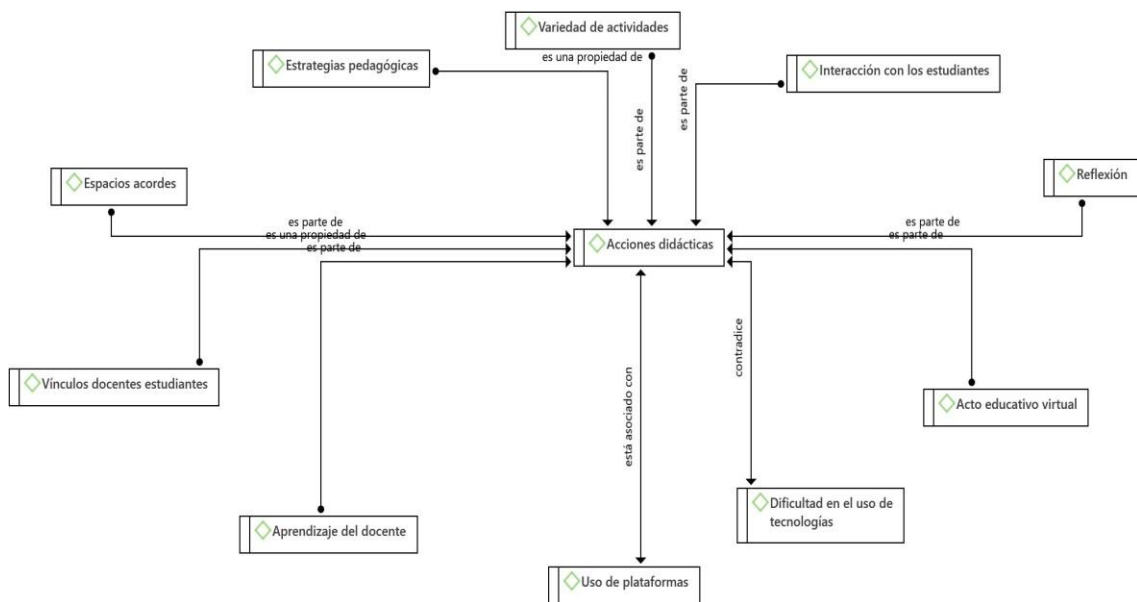 Variedad de actividades
es una propiedad de
Estrategias pedagógicas
Interacción con los estudiantes
es parte de
es parte de
Espacios acordes
Reflexión
es parte de
es una propiedad de
es parte de
es parte de
es parte de
Acciones didácticas
Vínculos docentes estudiantes
está asociado con
contradice
Acto educativo virtual
Aprendizaje del docente
Dificultad en el uso de
tecnologías
Uso de plataformas